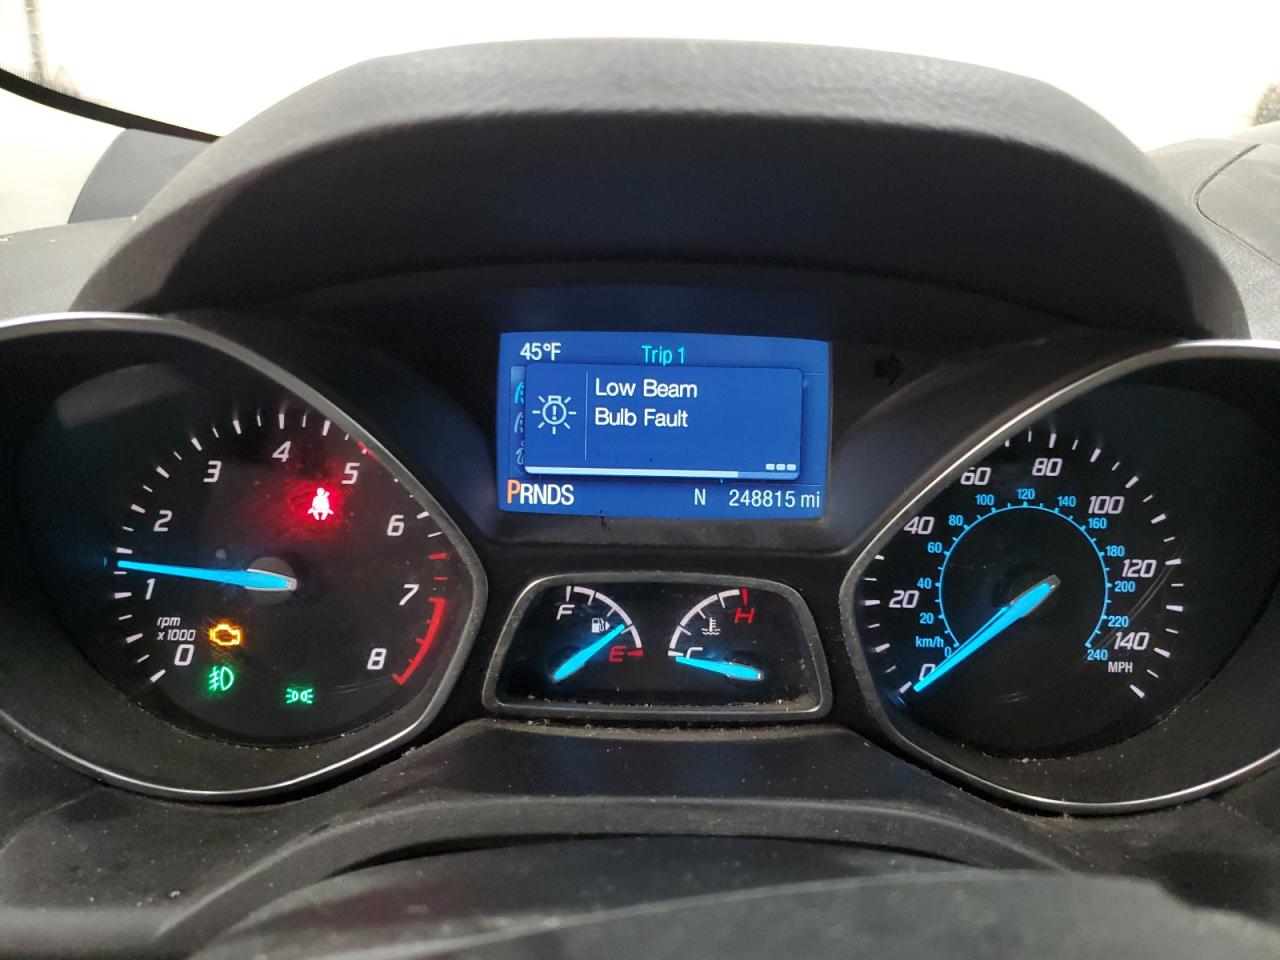 45°F Trip 1
Low Beam
Bulb Fault
PRNDS N 248815 mi
0 1 2 3 4 5 6 7 8
rpm
x 1000
F E
C H
0 20 40 60 80 100 120 140
MPH
km/h
0 20 40 60 80 100 120 140 160 180 200 220 240